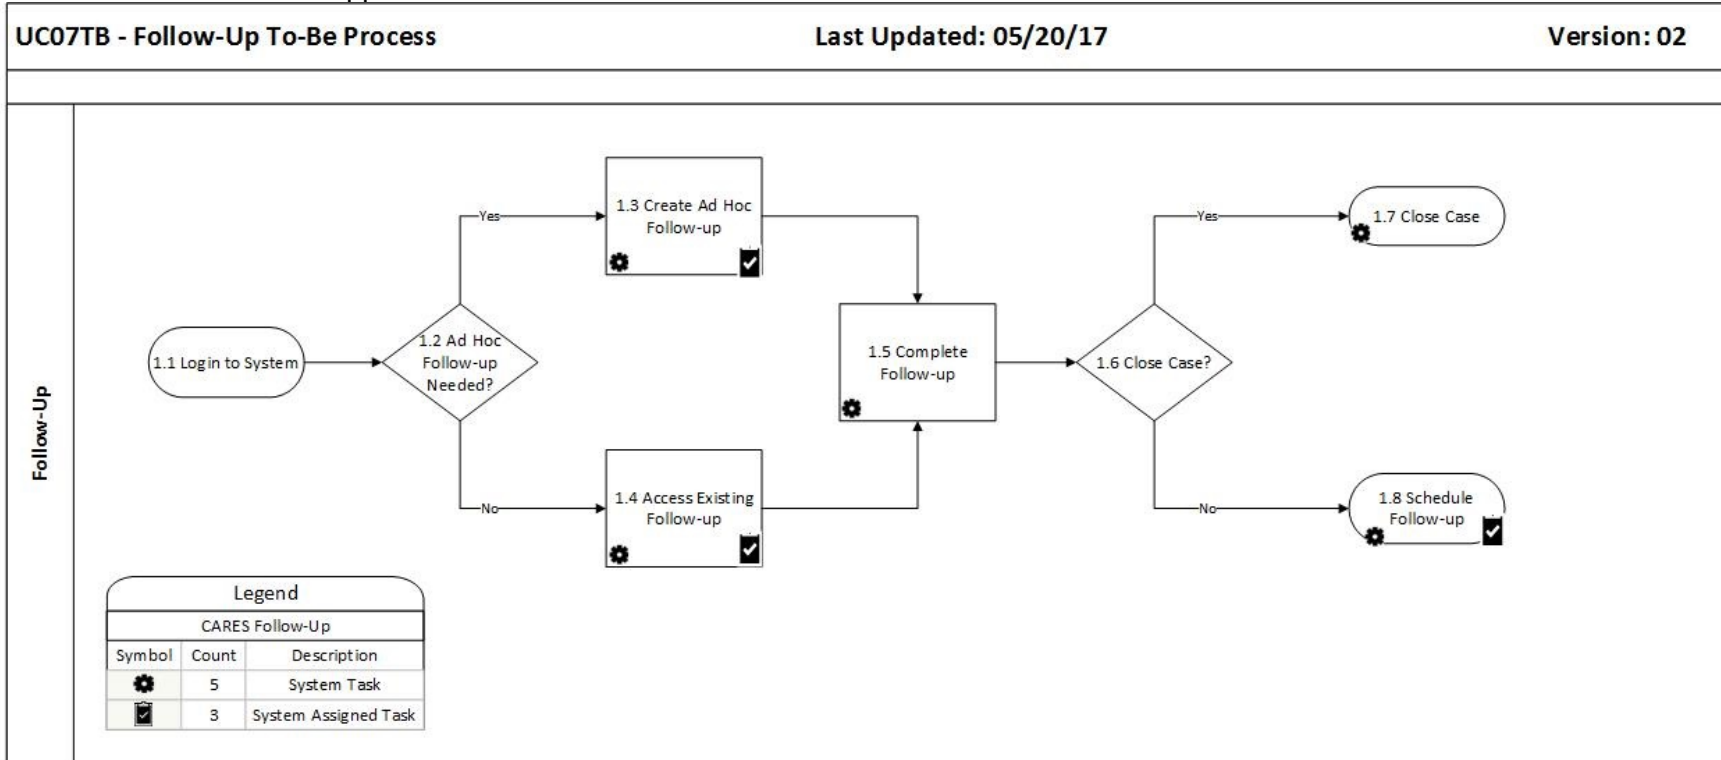 UC07TB - Follow-Up To-Be Process Last Updated: 05/20/17 Version: 02
Follow-Up
1.1 Login to System
1.2 Ad Hoc
Follow-up
Needed?
Yes
No
1.3 Create Ad Hoc
Follow-up
1.4 Access Existing
Follow-up
1.5 Complete
Follow-up
1.6 Close Case?
Yes
No
1.7 Close Case
1.8 Schedule
Follow-up
Legend
CARES Follow-Up
Symbol Count Description
5 System Task
3 System Assigned Task